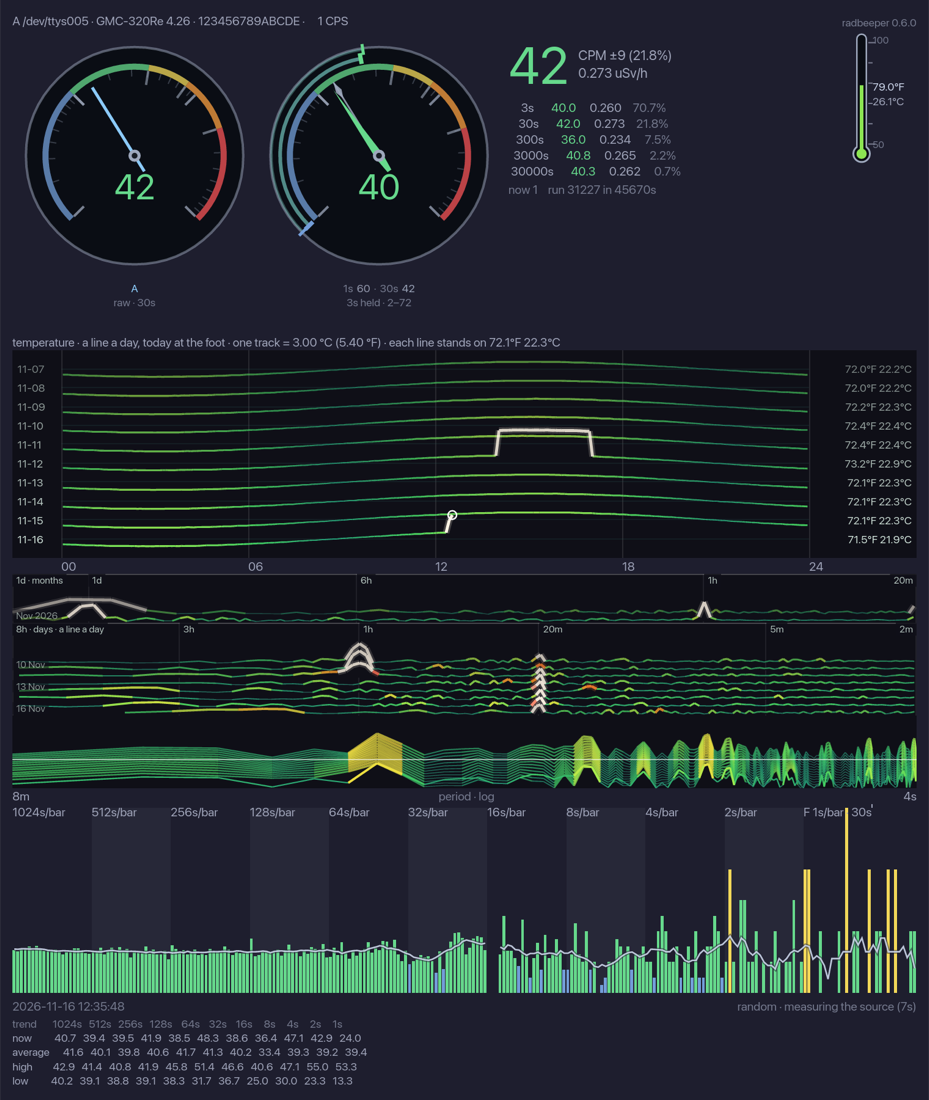 A /dev/ttys005 · GMC-320Re 4.26 · 123456789ABCDE · 1 CPS
radbeeper 0.6.0
42
A
raw · 30s
40
1s 60 · 30s 42
3s held · 2–72
42 CPM ±9 (21.8%)
0.273 uSv/h
3s 40.0 0.260 70.7%
30s 42.0 0.273 21.8%
300s 36.0 0.234 7.5%
3000s 40.8 0.265 2.2%
30000s 40.3 0.262 0.7%
now 1 run 31227 in 45670s
100
79.0°F
26.1°C
50
temperature · a line a day, today at the foot · one track = 3.00 °C (5.40 °F) · each line stands on 72.1°F 22.3°C
11-07 72.0°F 22.2°C
11-08 72.0°F 22.2°C
11-09 72.2°F 22.3°C
11-10 72.4°F 22.4°C
11-11 72.4°F 22.4°C
11-12 73.2°F 22.9°C
11-13 72.1°F 22.3°C
11-14 72.1°F 22.3°C
11-15 72.1°F 22.3°C
11-16 71.5°F 21.9°C
00 06 12 18 24
1d · months 1d 6h 1h 20m
Nov 2026
8h · days · a line a day 3h 1h 20m 5m 2m
10 Nov
13 Nov
16 Nov
8m period · log 4s
1024s/bar 512s/bar 256s/bar 128s/bar 64s/bar 32s/bar 16s/bar 8s/bar 4s/bar 2s/bar F 1s/bar 30s
2026-11-16 12:35:48 random · measuring the source (7s)
trend 1024s 512s 256s 128s 64s 32s 16s 8s 4s 2s 1s
now 40.7 39.4 39.5 41.9 38.5 48.3 38.6 36.4 47.1 42.9 24.0
average 41.6 40.1 39.8 40.6 41.7 41.3 40.2 33.4 39.3 39.2 39.4
high 42.9 41.4 40.8 41.9 45.8 51.4 46.6 40.6 47.1 55.0 53.3
low 40.2 39.1 38.8 39.1 38.3 31.7 36.7 25.0 30.0 23.3 13.3